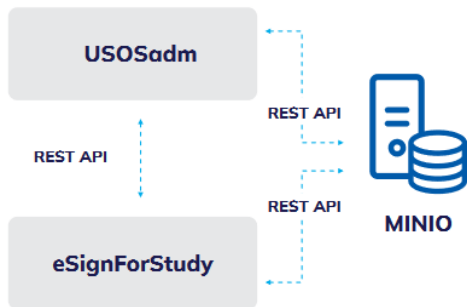 USOSadm
REST API
REST API
REST API
MINIO
eSignForStudy